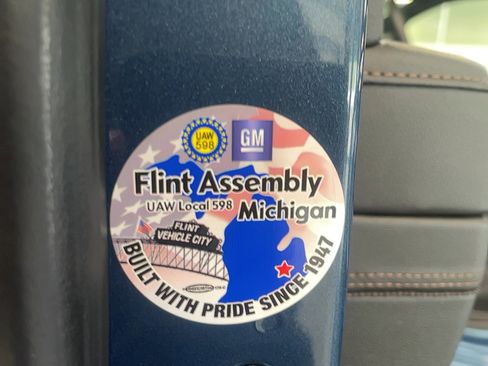 UAW
598
GM
Flint Assembly
UAW Local 598 Michigan
FLINT
VEHICLE CITY
BUILT WITH PRIDE SINCE 1947